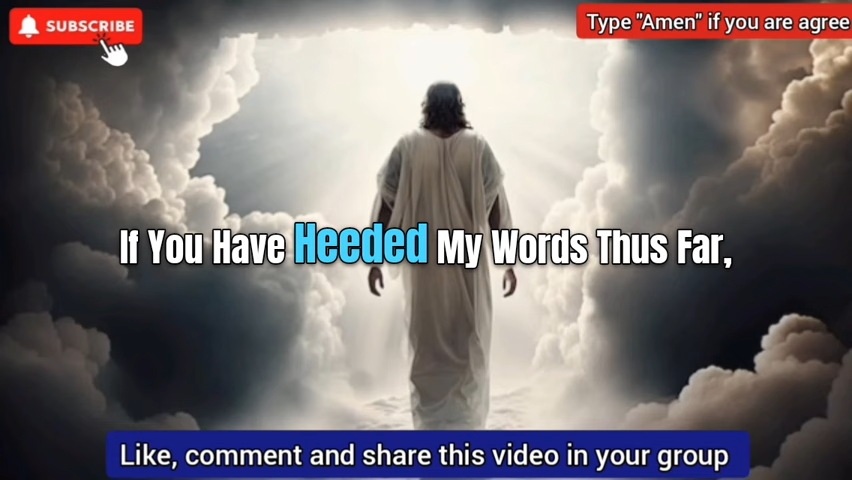 SUBSCRIBE
Type "Amen" if you are agree
If You Have Heeded My Words Thus Far,
Like, comment and share this video in your group